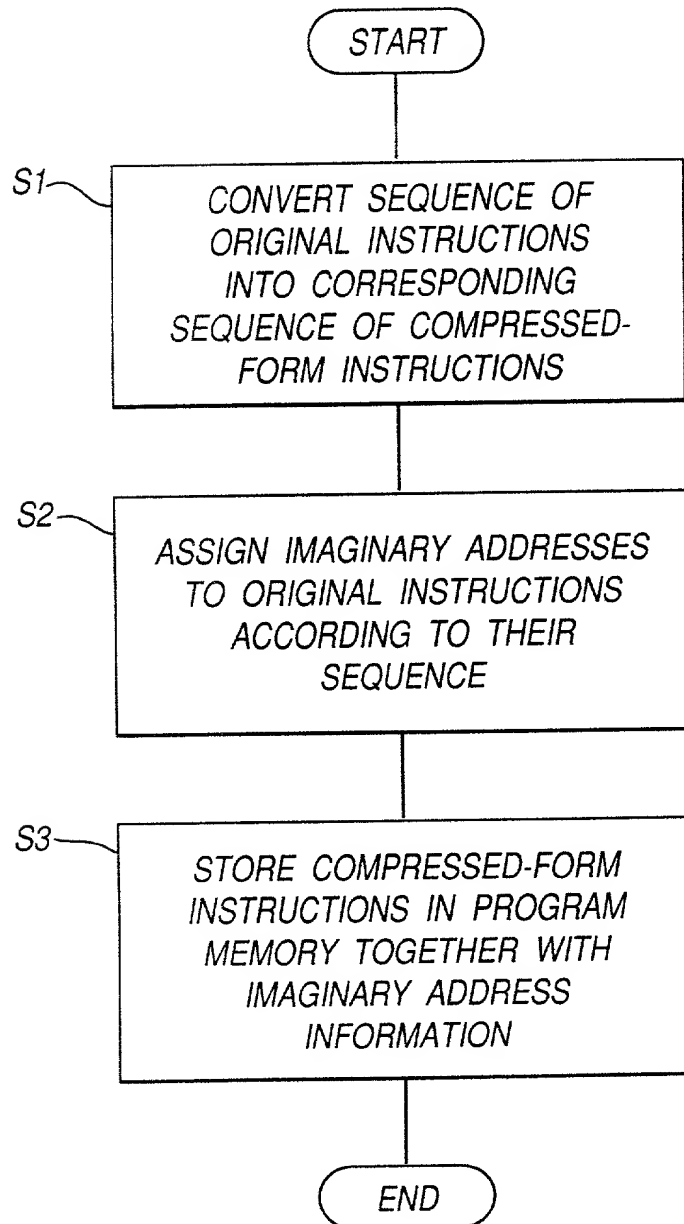 START
S1
CONVERT SEQUENCE OF
ORIGINAL INSTRUCTIONS
INTO CORRESPONDING
SEQUENCE OF COMPRESSED-
FORM INSTRUCTIONS
S2
ASSIGN IMAGINARY ADDRESSES
TO ORIGINAL INSTRUCTIONS
ACCORDING TO THEIR
SEQUENCE
S3
STORE COMPRESSED-FORM
INSTRUCTIONS IN PROGRAM
MEMORY TOGETHER WITH
IMAGINARY ADDRESS
INFORMATION
END